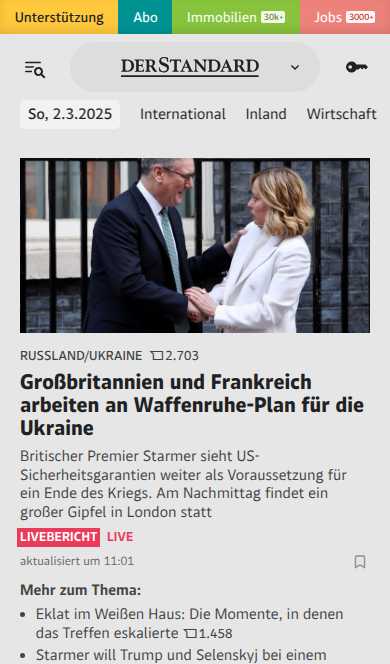 Unterstützung Abo Immobilien 30k+ Jobs 3000+
DERSTANDARD
So, 2.3.2025 International Inland Wirtschaft
RUSSLAND/UKRAINE 2.703
Großbritannien und Frankreich
arbeiten an Waffenruhe-Plan für die
Ukraine
Britischer Premier Starmer sieht US-
Sicherheitsgarantien weiter als Voraussetzung für
ein Ende des Kriegs. Am Nachmittag findet ein
großer Gipfel in London statt
LIVEBERICHT LIVE
aktualisiert um 11:01
Mehr zum Thema:
• Eklat im Weißen Haus: Die Momente, in denen
das Treffen eskalierte 1.458
• Starmer will Trump und Selenskyj bei einem